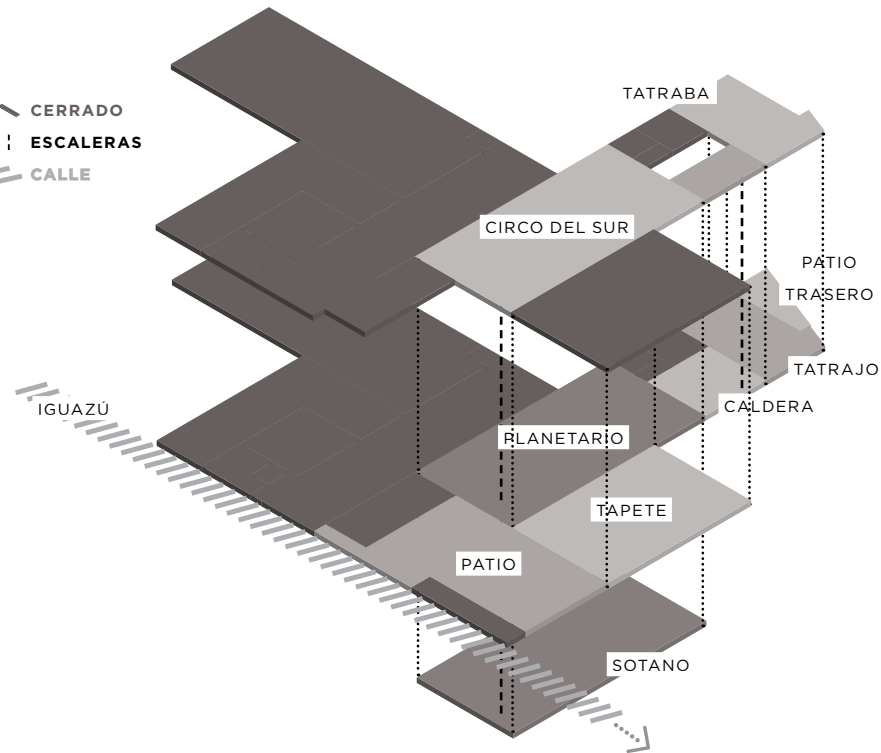 TATRABA
CERRADO
ESCALERAS
CALLE
CIRCO DEL SUR
PATIO
TRASERO
TATRAJO
IGUAZÚ
CALDERA
PLANETARIO
TAPETE
PATIO
SOTANO